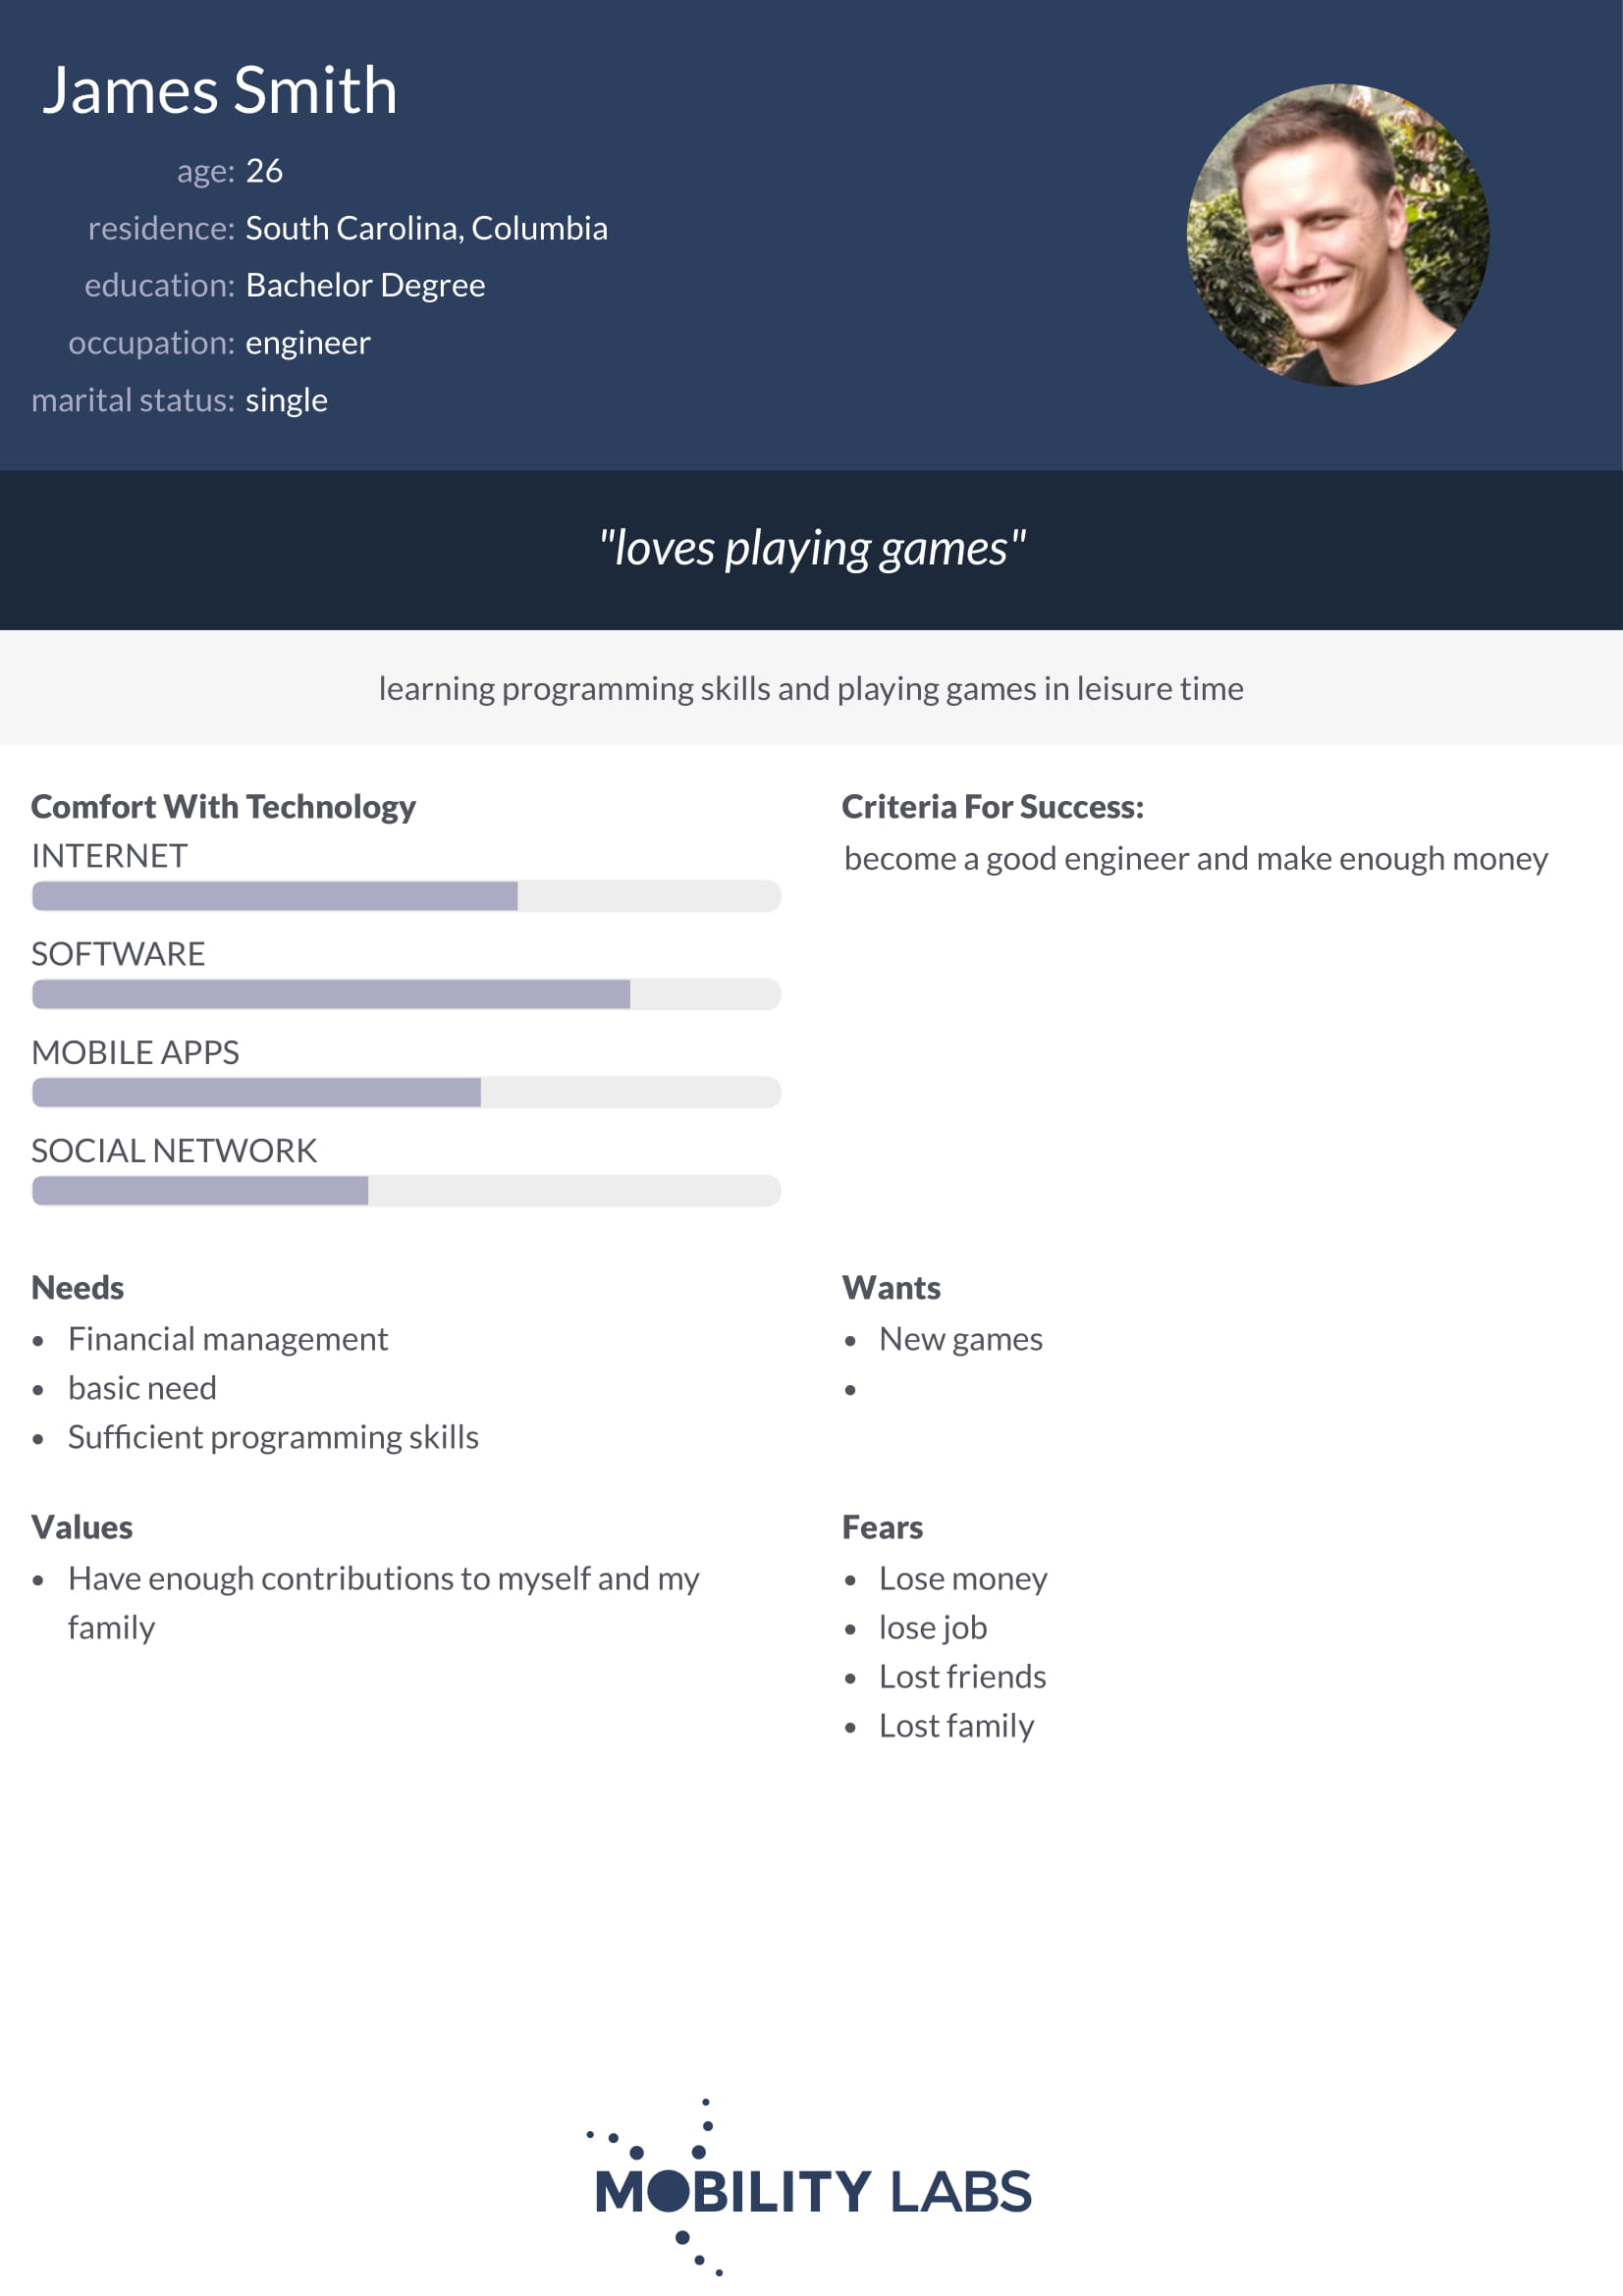 James Smith
age: 26
residence: South Carolina, Columbia
education: Bachelor Degree
occupation: engineer
marital status: single
"loves playing games"
learning programming skills and playing games in leisure time
Comfort With Technology
INTERNET
SOFTWARE
MOBILE APPS
SOCIAL NETWORK
Criteria For Success:
become a good engineer and make enough money
Needs
• Financial management
• basic need
• Sufficient programming skills
Wants
• New games
•
Values
• Have enough contributions to myself and my
family
Fears
• Lose money
• lose job
• Lost friends
• Lost family
MOBILITY LABS